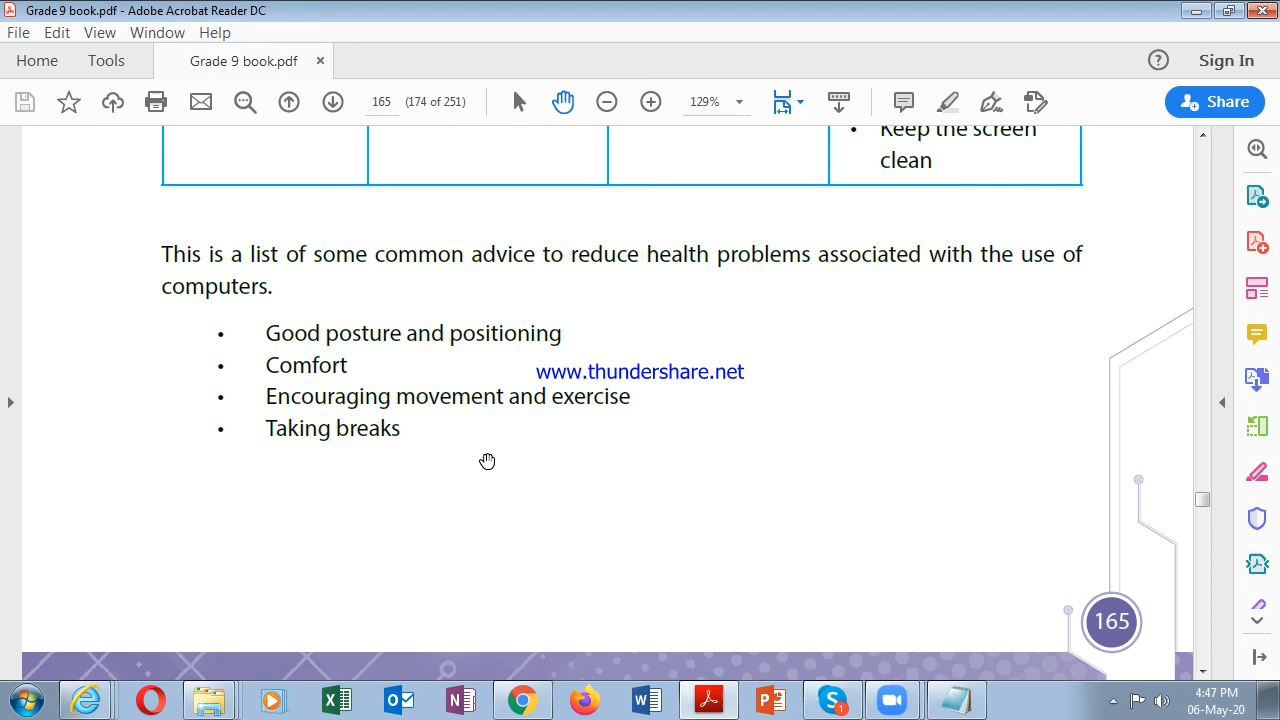 Grade 9 book.pdf - Adobe Acrobat Reader DC
File Edit View Window Help
Home Tools Grade 9 book.pdf × ? Sign In
165 (174 of 251) 129% Share
• Keep the screen
clean
This is a list of some common advice to reduce health problems associated with the use of
computers.
• Good posture and positioning
• Comfort
www.thundershare.net
• Encouraging movement and exercise
• Taking breaks
165
4:47 PM
06-May-20